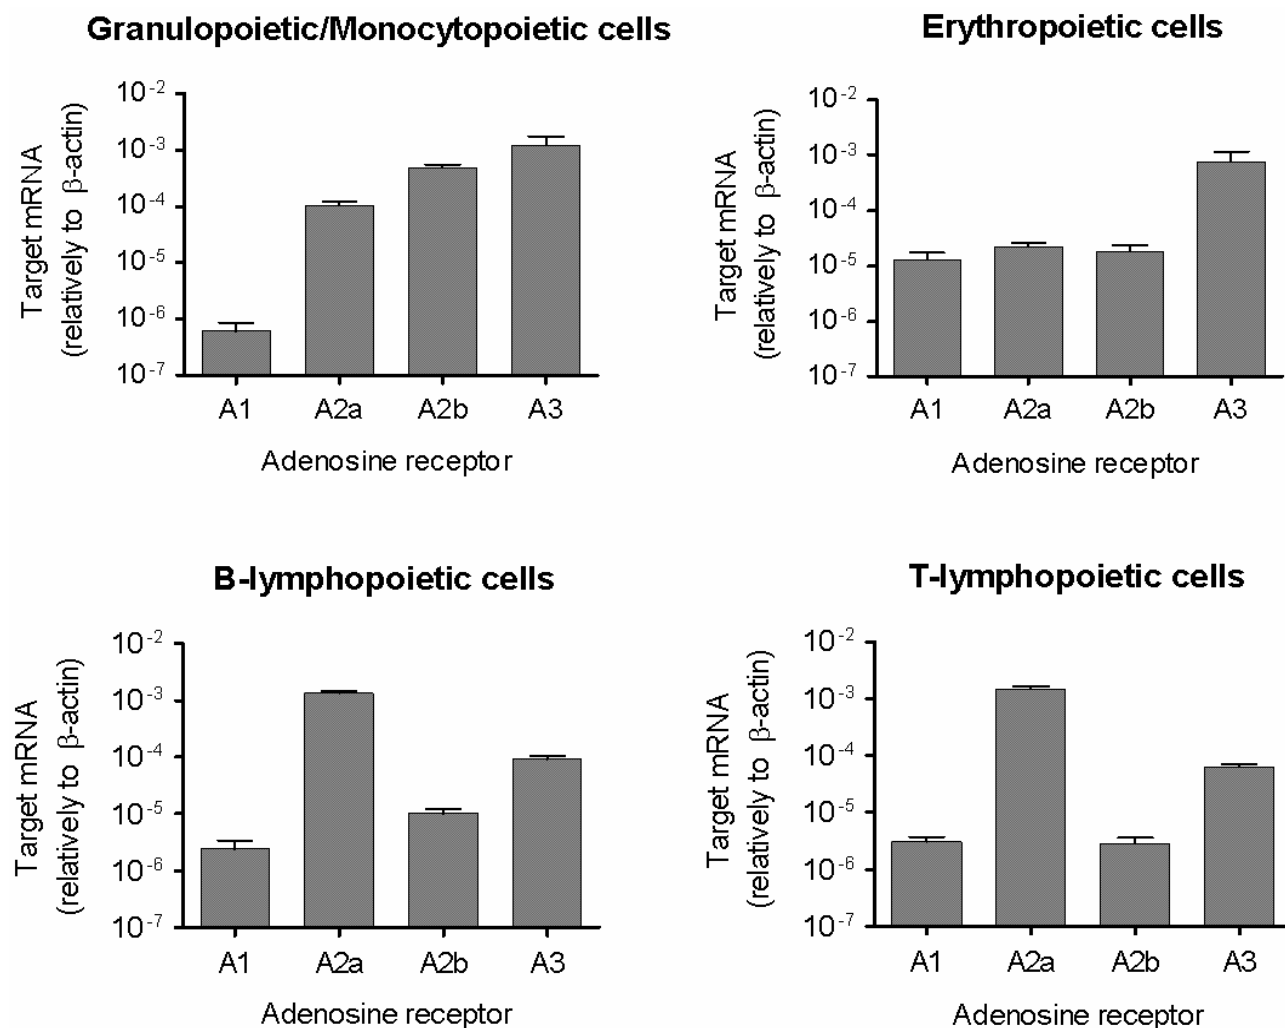 Granulopoietic/Monocytopoietic cells
Target mRNA
(relatively to β-actin)
10⁻²
10⁻³
10⁻⁴
10⁻⁵
10⁻⁶
10⁻⁷
A1 A2a A2b A3
Adenosine receptor
Erythropoietic cells
Target mRNA
(relatively to β-actin)
10⁻²
10⁻³
10⁻⁴
10⁻⁵
10⁻⁶
10⁻⁷
A1 A2a A2b A3
Adenosine receptor
B-lymphopoietic cells
Target mRNA
(relatively to β-actin)
10⁻²
10⁻³
10⁻⁴
10⁻⁵
10⁻⁶
10⁻⁷
A1 A2a A2b A3
Adenosine receptor
T-lymphopoietic cells
Target mRNA
(relatively to β-actin)
10⁻²
10⁻³
10⁻⁴
10⁻⁵
10⁻⁶
10⁻⁷
A1 A2a A2b A3
Adenosine receptor